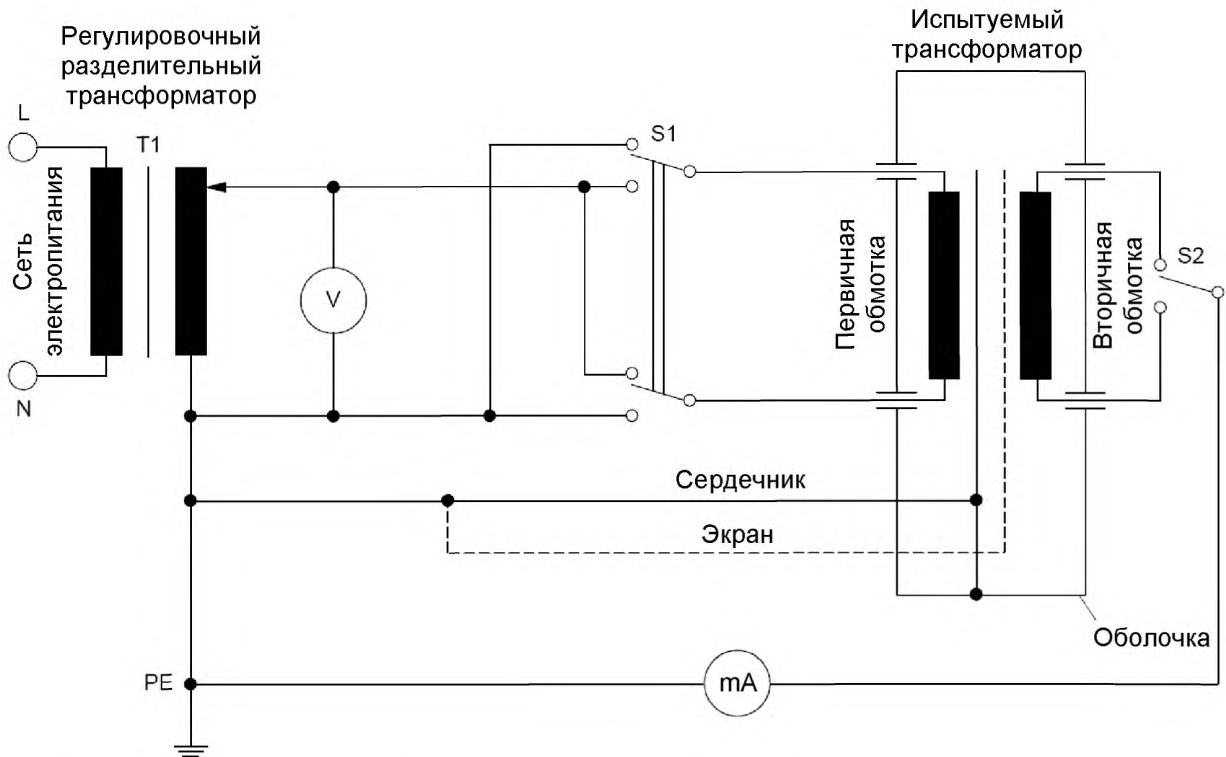 Регулировочный
разделительный
трансформатор
Испытуемый
трансформатор
L
T1
S1
Сеть
электропитания
V
Первичная
обмотка
Вторичная
обмотка
S2
N
Сердечник
Экран
Оболочка
PE
mA